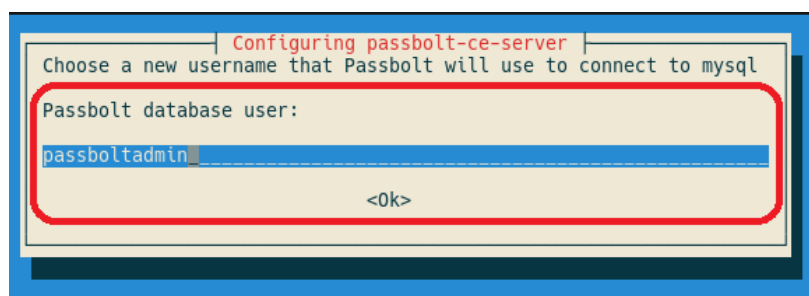 Configuring passbolt-ce-server
Choose a new username that Passbolt will use to connect to mysql
Passbolt database user:
passboltadmin
<Ok>